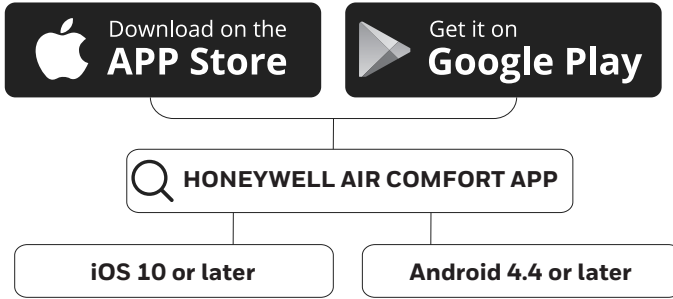 Download on the
APP Store
Get it on
Google Play
HONEYWELL AIR COMFORT APP
iOS 10 or later
Android 4.4 or later